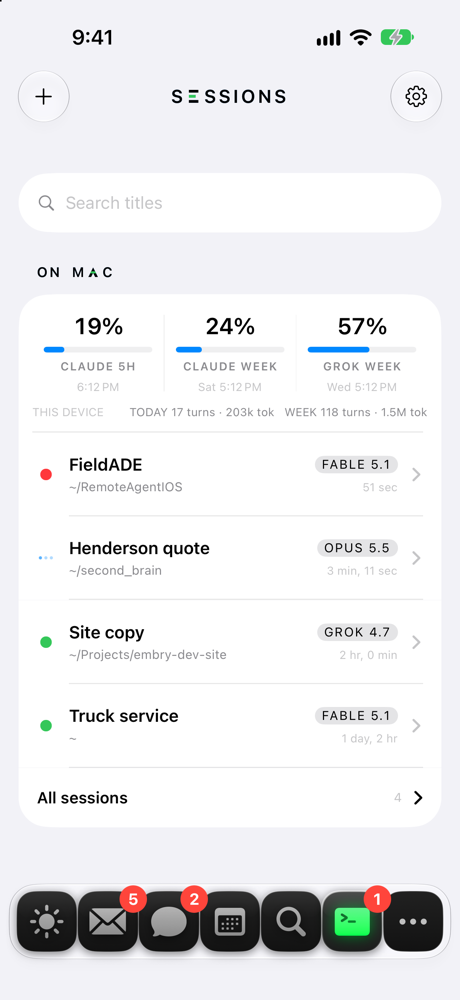 9:41
SESSIONS
Search titles
ON MAC
19% 24% 57%
CLAUDE 5H CLAUDE WEEK GROK WEEK
6:12 PM Sat 5:12 PM Wed 5:12 PM
THIS DEVICE TODAY 17 turns · 203k tok WEEK 118 turns · 1.5M tok
FieldADE FABLE 5.1
~/RemoteAgentIOS 51 sec
Henderson quote OPUS 5.5
~/second_brain 3 min, 11 sec
Site copy GROK 4.7
~/Projects/embry-dev-site 2 hr, 0 min
Truck service FABLE 5.1
~ 1 day, 2 hr
All sessions 4
5 2 1